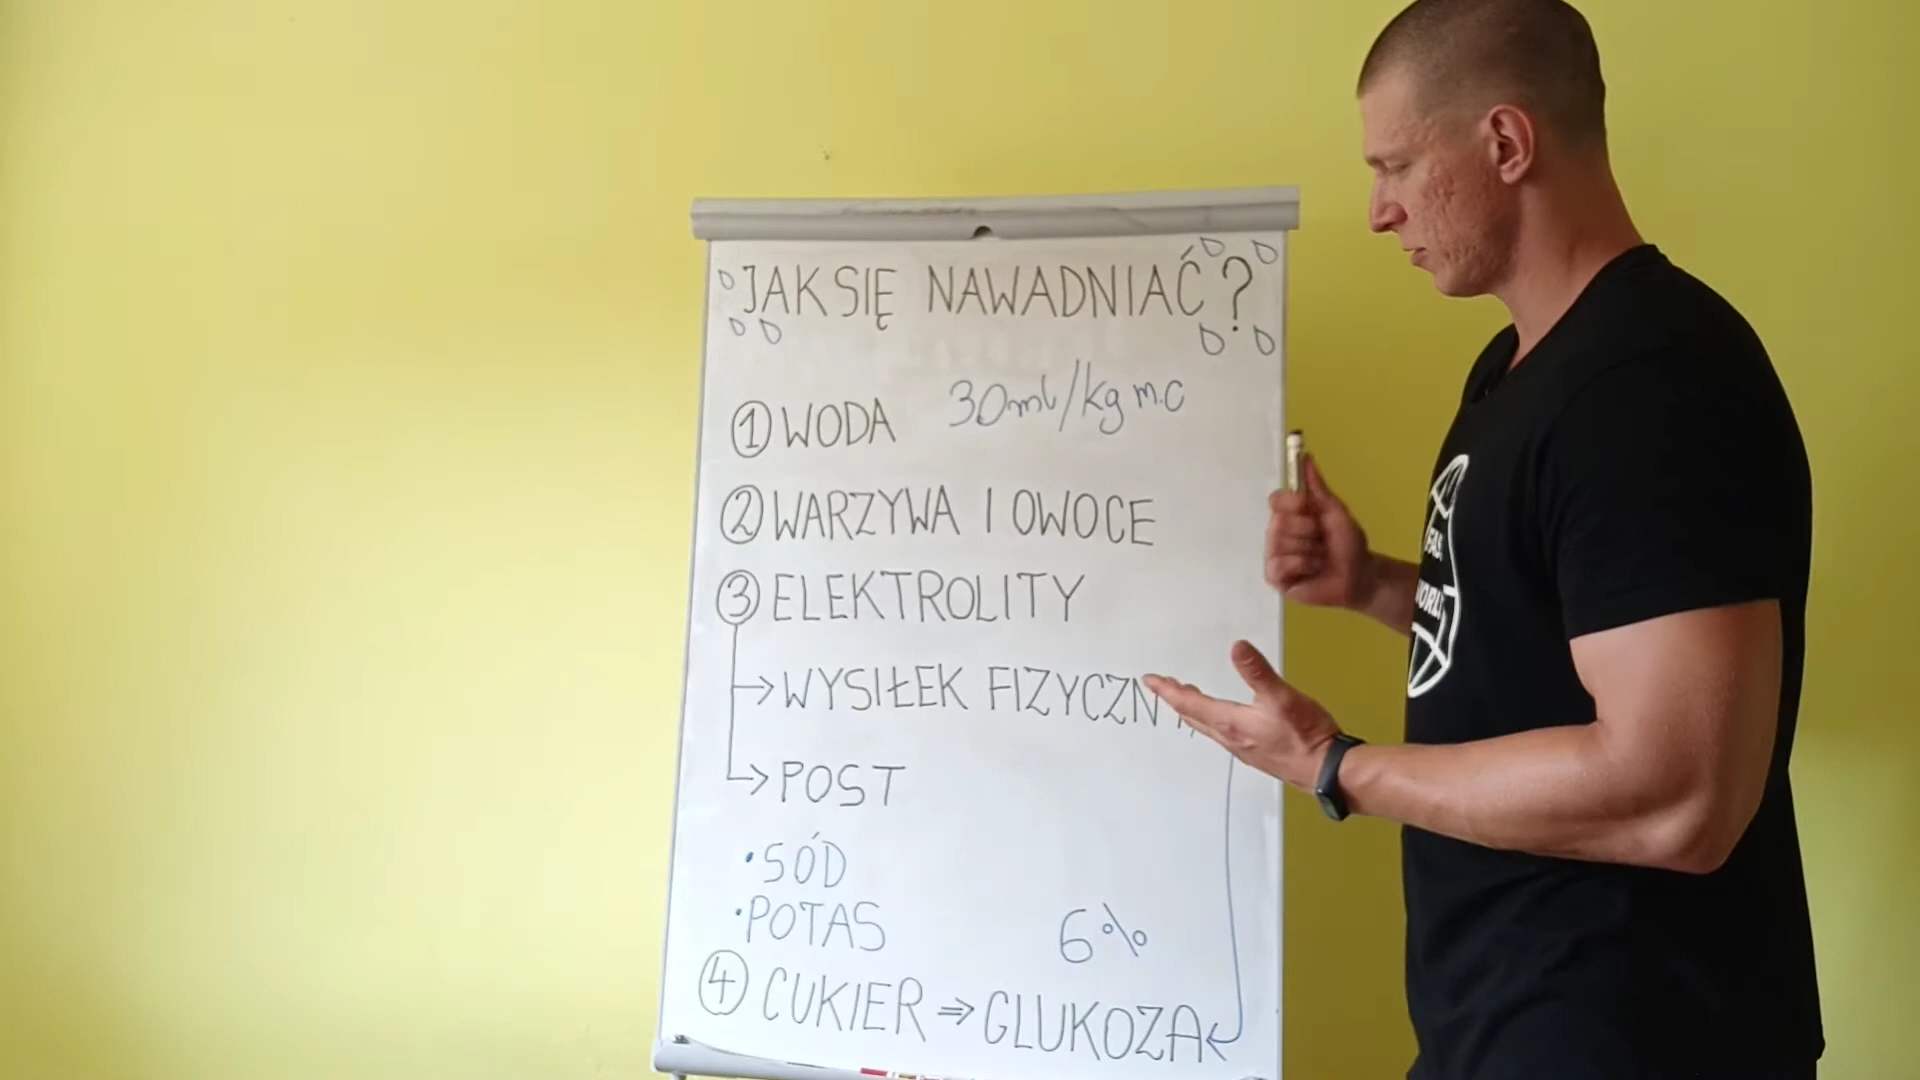 JAK SIĘ NAWADNIAĆ?
① WODA 30ml/kg m.c
② WARZYWA I OWOCE
③ ELEKTROLITY
→ WYSIŁEK FIZYCZN
→ POST
• SÓD
• POTAS
6%
④ CUKIER ⇒ GLUKOZA